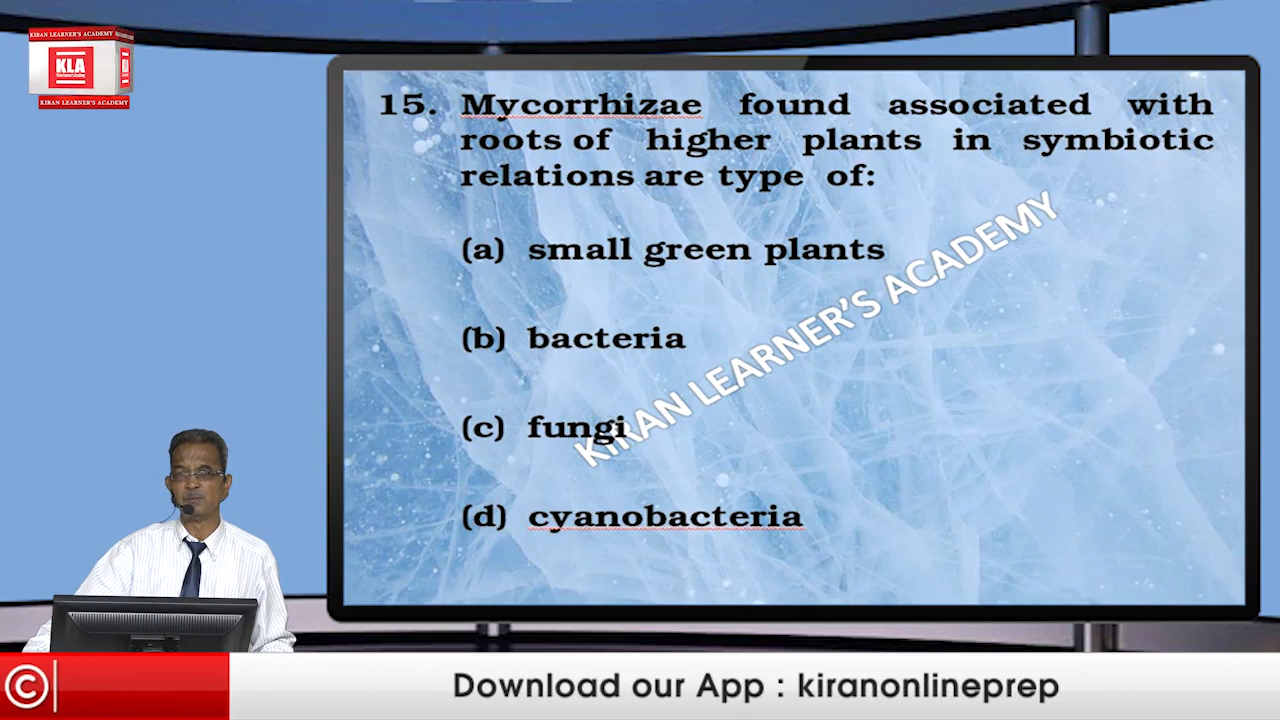 KIRAN LEARNER'S ACADEMY
KLA
KIRAN LEARNER'S ACADEMY
15. Mycorrhizae found associated with
roots of higher plants in symbiotic
relations are type of:
(a) small green plants
(b) bacteria
(c) fungi
(d) cyanobacteria
KIRAN LEARNER'S ACADEMY
© Download our App : kiranonlineprep